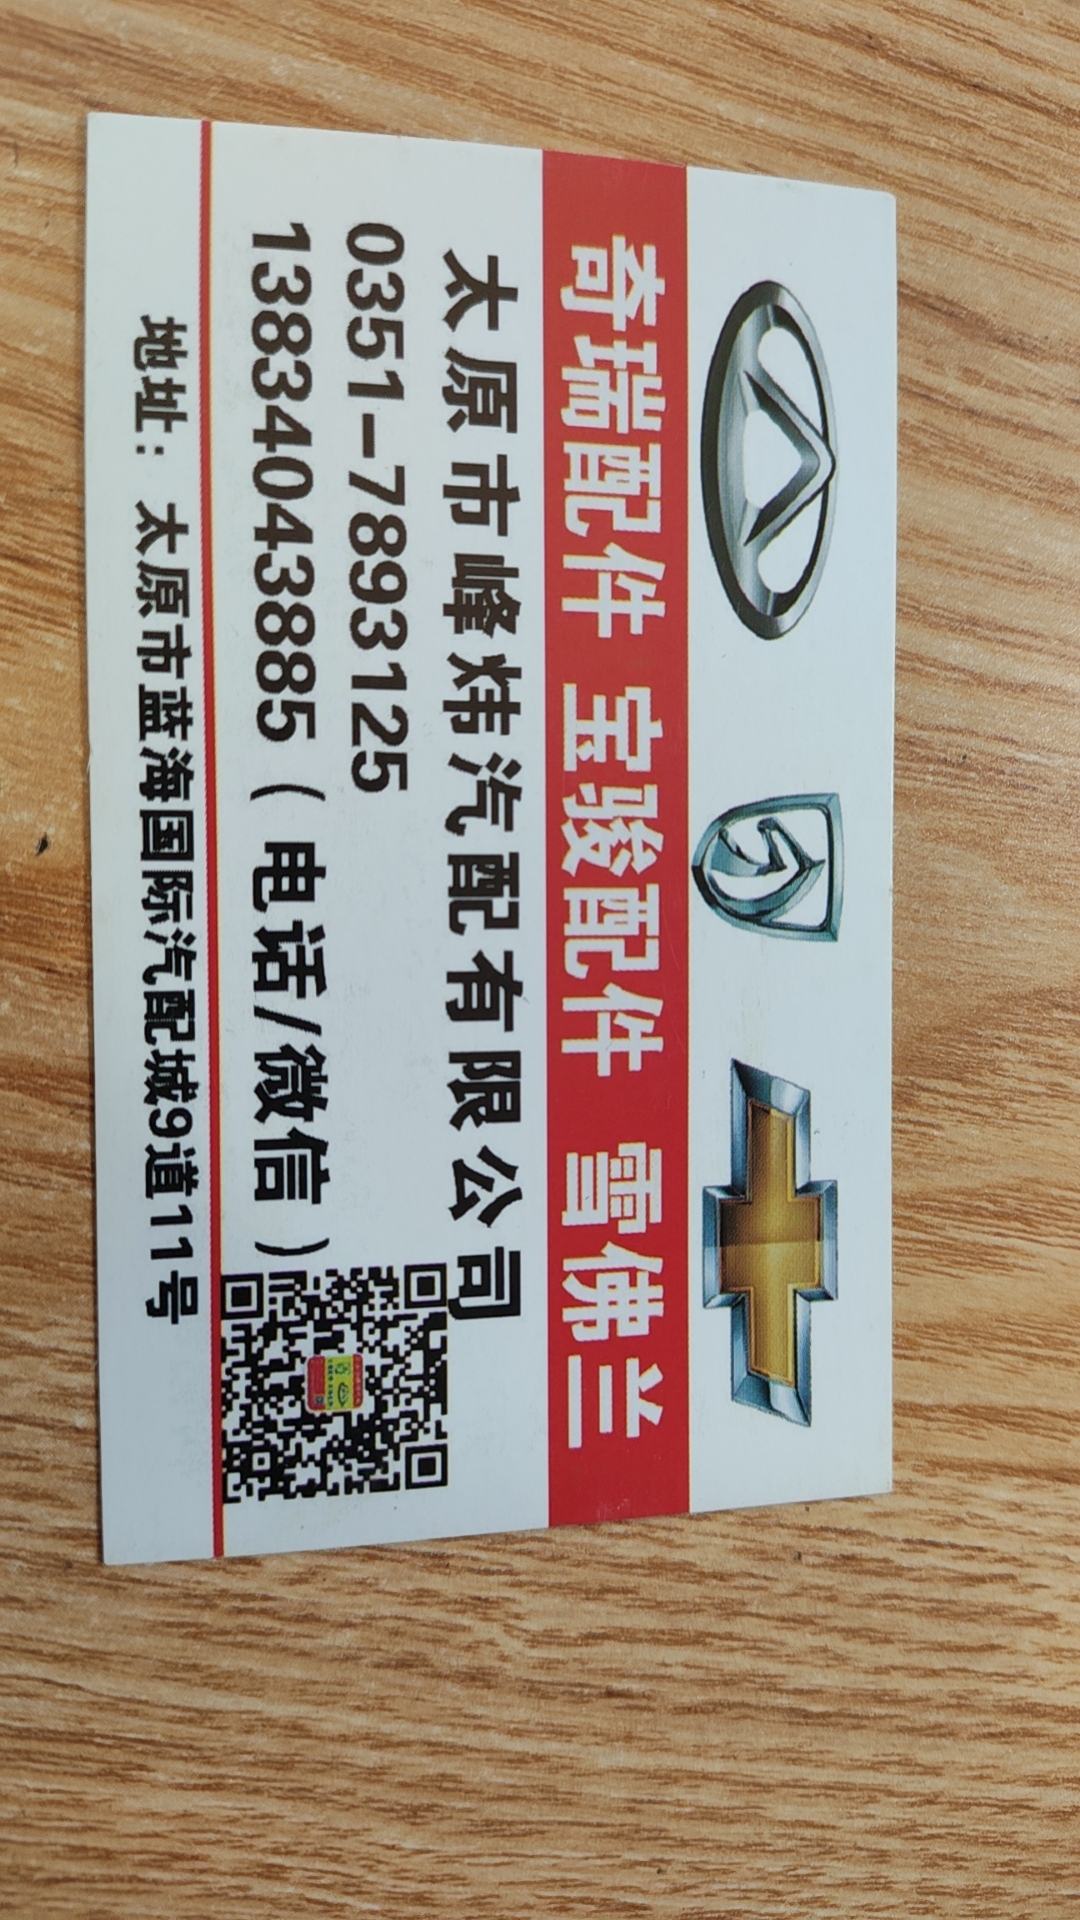 奇瑞配件 宝骏配件 雪佛兰
太原市峰炜汽配有限公司
0351-7893125
13834043885（电话/微信）
地址：太原市蓝海国际汽配城9道11号